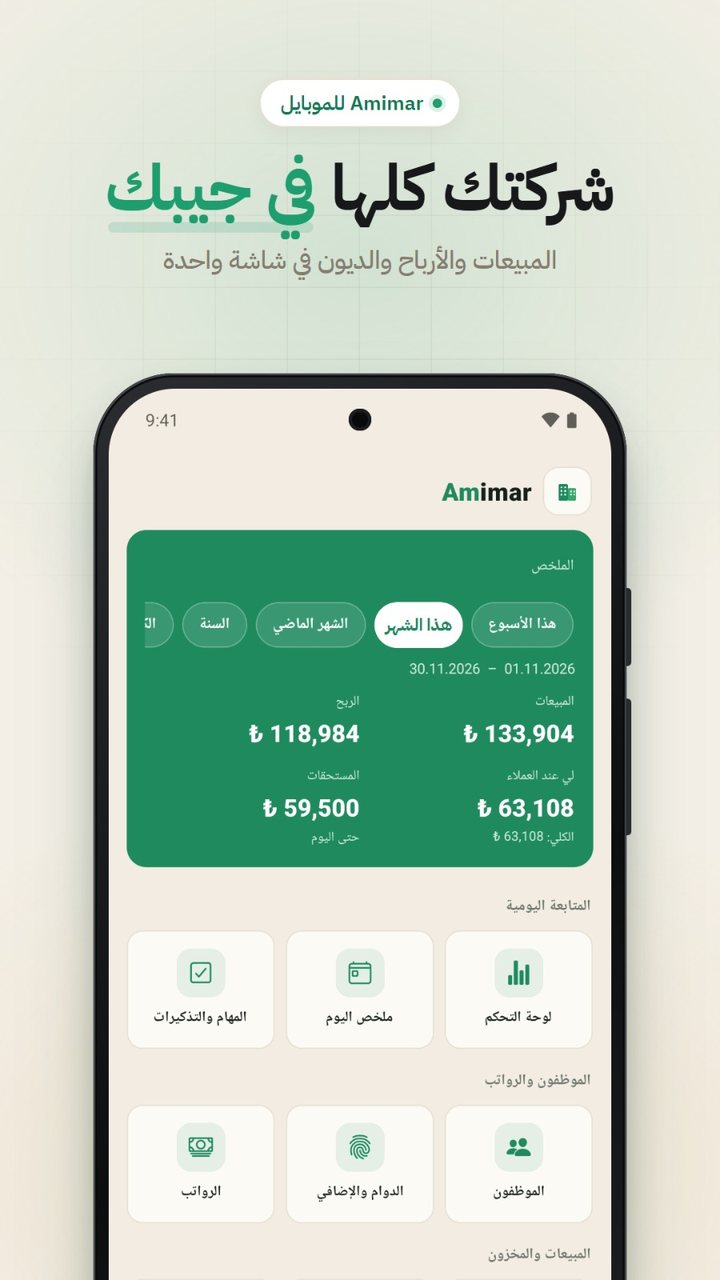 Amimar للموبايل
شركتك كلها في جيبك
المبيعات والأرباح والديون في شاشة واحدة
9:41
Amimar
الملخص
هذا الأسبوع هذا الشهر الشهر الماضي السنة
01.11.2026 – 30.11.2026
المبيعات الربح
₺ 133,904 ₺ 118,984
لي عند العملاء المستحقات
₺ 63,108 ₺ 59,500
الكلي: 63,108 ₺ حتى اليوم
المتابعة اليومية
لوحة التحكم ملخص اليوم المهام والتذكيرات
الموظفون والرواتب
الموظفون الدوام والإضافي الرواتب
المبيعات والمخزون